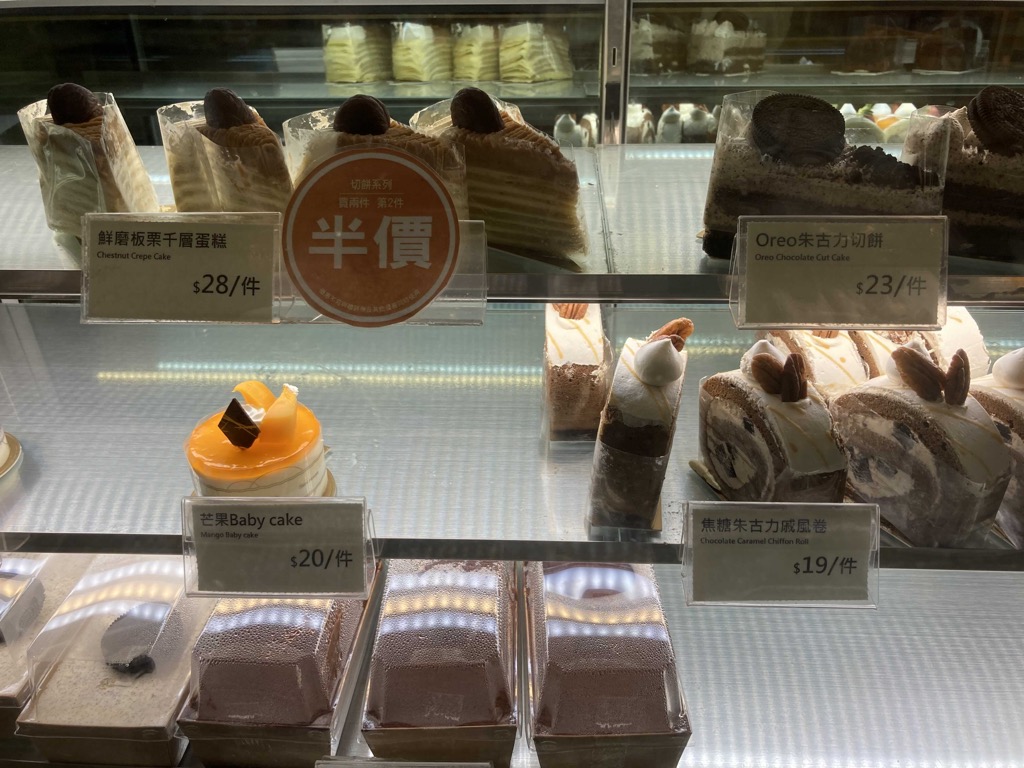 鮮磨板栗千層蛋糕
Chestnut Crepe Cake
$28/件
切餅系列
買兩件 第2件
半價
Oreo朱古力切餅
Oreo Chocolate Cut Cake
$23/件
芒果Baby cake
Mango Baby cake
$20/件
焦糖朱古力戚風卷
Chocolate Caramel Chiffon Roll
$19/件